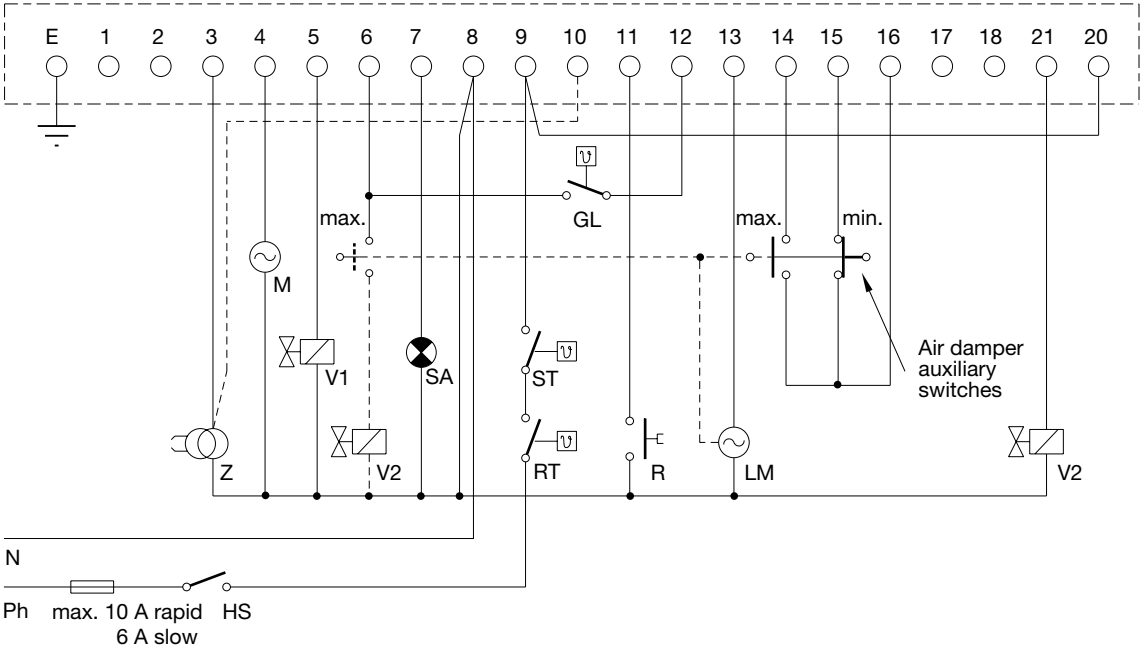 E 1 2 3 4 5 6 7 8 9 10 11 12 13 14 15 16 17 18 21 20
ϑ
GL
max.
max.
min.
M
V1
SA
ϑ
ST
Air damper
auxiliary
switches
Z
V2
ϑ
RT
R
LM
V2
N
Ph
max. 10 A rapid
6 A slow
HS